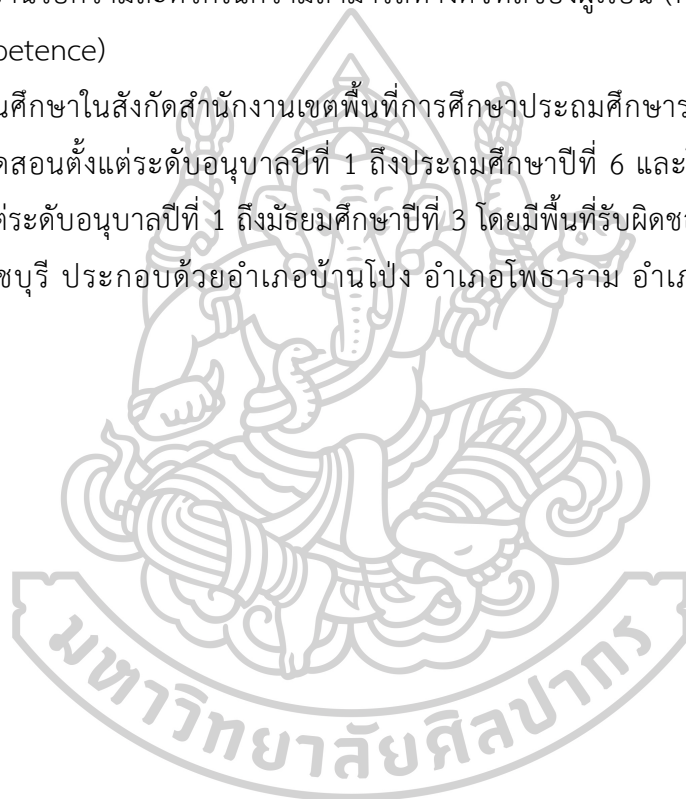 petence)
นศึกษาในสังกัดสำนักงานเขตพื้นที่การศึกษาประถมศึกษาร
ดสอนตั้งแต่ระดับอนุบาลปีที่ 1 ถึงประถมศึกษาปีที่ 6 และ
ต่ระดับอนุบาลปีที่ 1 ถึงมัธยมศึกษาปีที่ 3 โดยมีพื้นที่รับผิดช
ชบุรี ประกอบด้วยอำเภอบ้านโป่ง อำเภอโพธาราม อำเภ
มหาวิทยาลัยศิลปากร